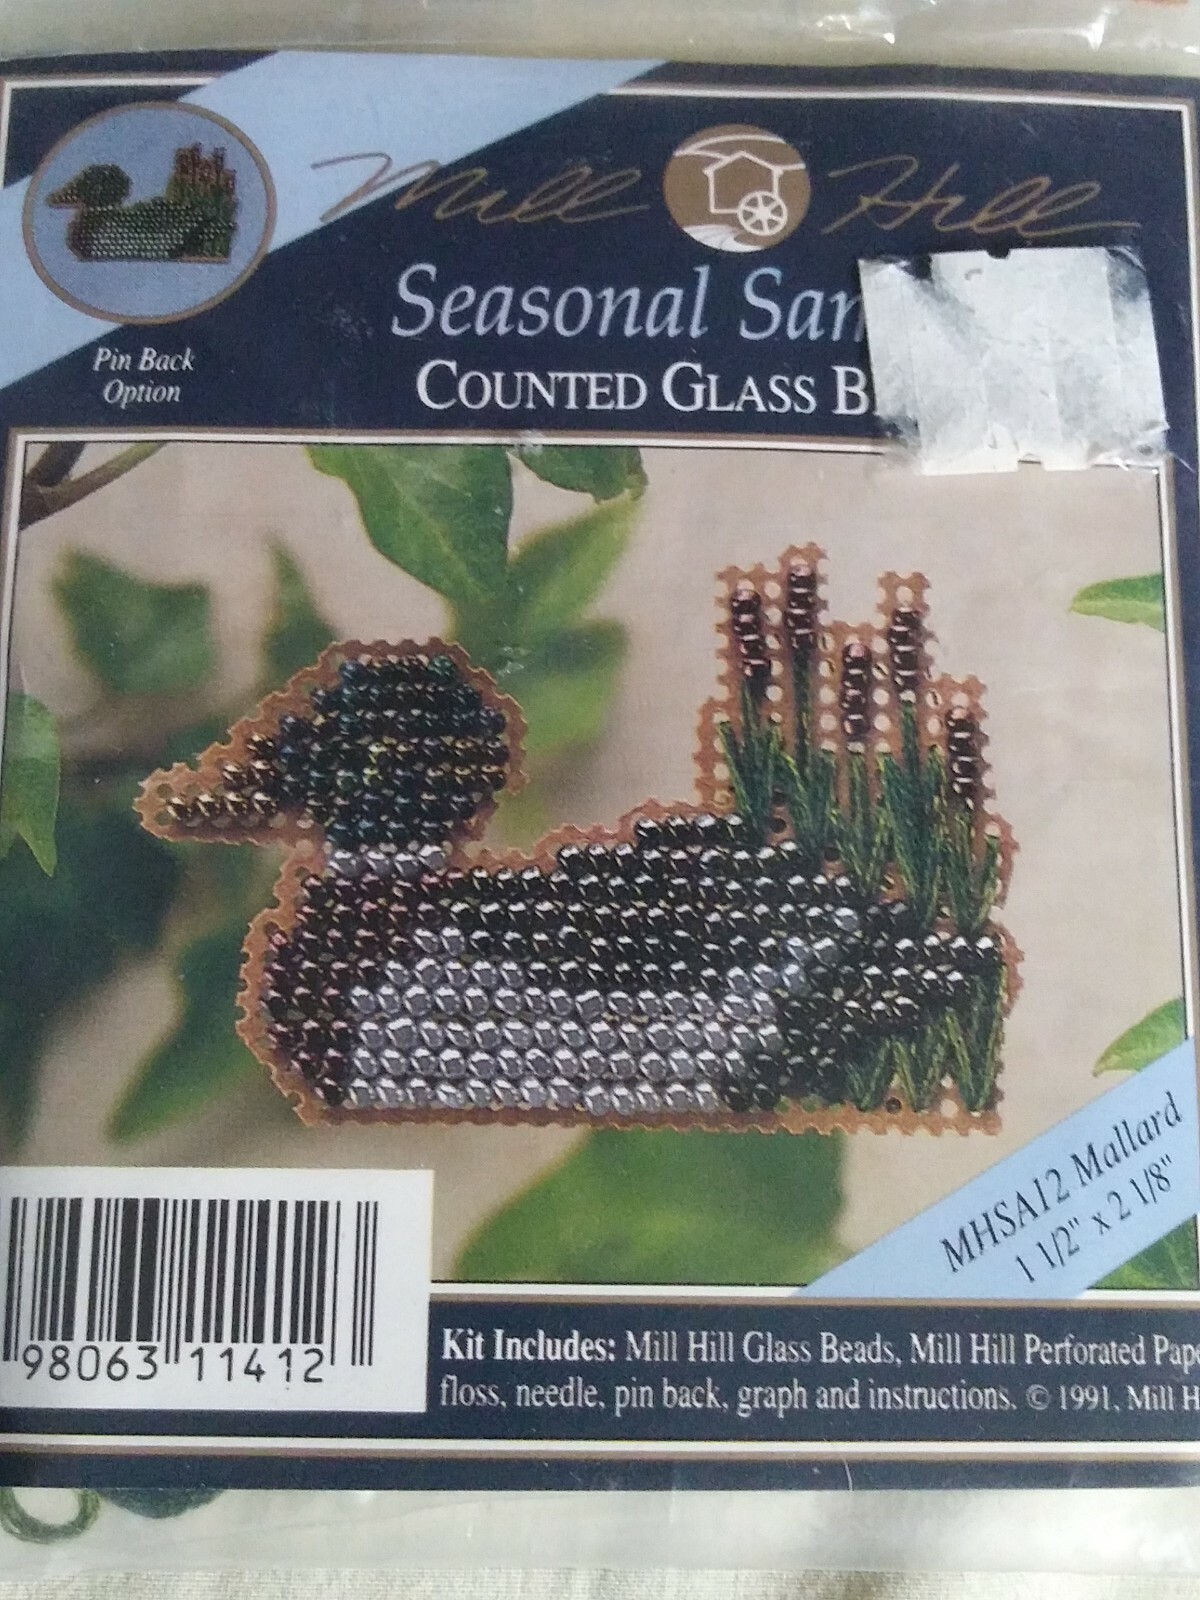 Mill Hill
Seasonal San
COUNTED GLASS B
Pin Back
Option
MHSA12 Mallard
1 1/2" x 2 1/8"
98063 11412
Kit Includes: Mill Hill Glass Beads, Mill Hill Perforated Pape
floss, needle, pin back, graph and instructions. © 1991, Mill H